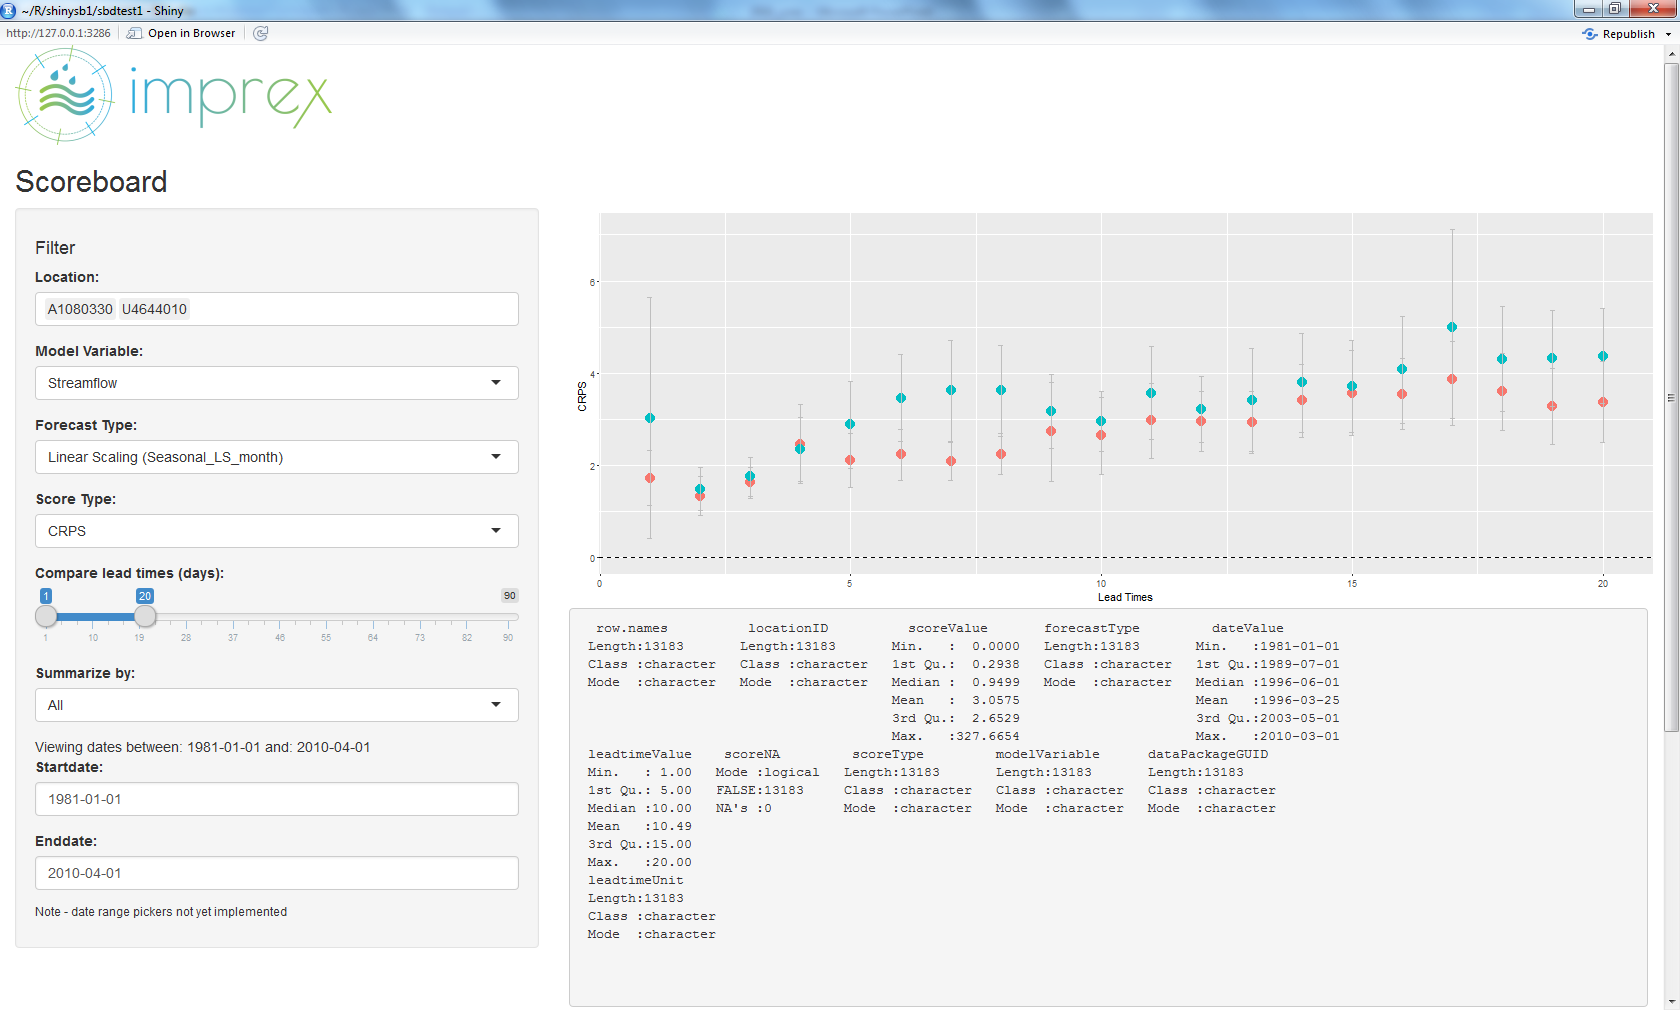 ~/R/shinysb1/sbdtest1 - Shiny
http://127.0.0.1:3286
Open in Browser
Republish
imprex
Scoreboard
Filter
Location:
A1080330 U4644010
Model Variable:
Streamflow
Forecast Type:
Linear Scaling (Seasonal_LS_month)
Score Type:
CRPS
Compare lead times (days):
1 20 90
1 10 19 28 37 46 55 64 73 82 90
Summarize by:
All
Viewing dates between: 1981-01-01 and: 2010-04-01
Startdate:
1981-01-01
Enddate:
2010-04-01
Note - date range pickers not yet implemented
CRPS
6
4
2
0
0 5 10 15 20
Lead Times
row.names locationID scoreValue forecastType dateValue
Length:13183 Length:13183 Min. : 0.0000 Length:13183 Min. :1981-01-01
Class :character Class :character 1st Qu.: 0.2938 Class :character 1st Qu.:1989-07-01
Mode :character Mode :character Median : 0.9499 Mode :character Median :1996-06-01
Mean : 3.0575 Mean :1996-03-25
3rd Qu.: 2.6529 3rd Qu.:2003-05-01
Max. :327.6654 Max. :2010-03-01
leadtimeValue scoreNA scoreType modelVariable dataPackageGUID
Min. : 1.00 Mode :logical Length:13183 Length:13183 Length:13183
1st Qu.: 5.00 FALSE:13183 Class :character Class :character Class :character
Median :10.00 NA's :0 Mode :character Mode :character Mode :character
Mean :10.49
3rd Qu.:15.00
Max. :20.00
leadtimeUnit
Length:13183
Class :character
Mode :character